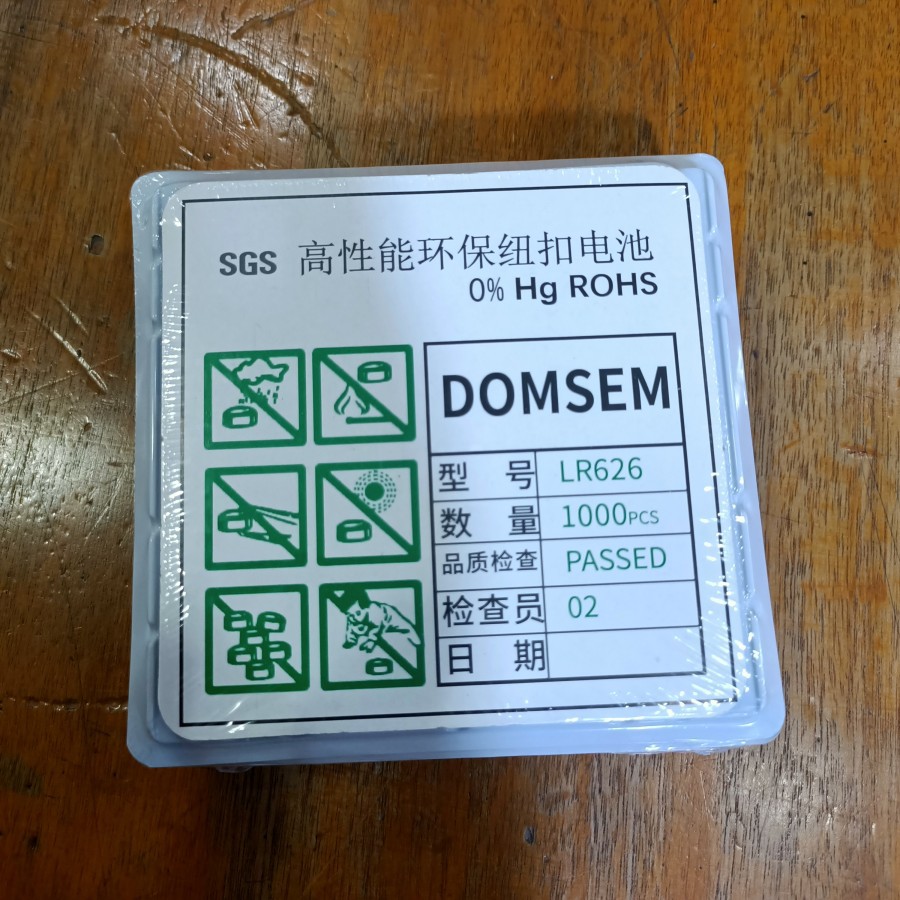 SGS 高性能环保纽扣电池
0% Hg ROHS
DOMSEM
型 号 LR626
数 量 1000PCS
品质检查 PASSED
检查员 02
日 期